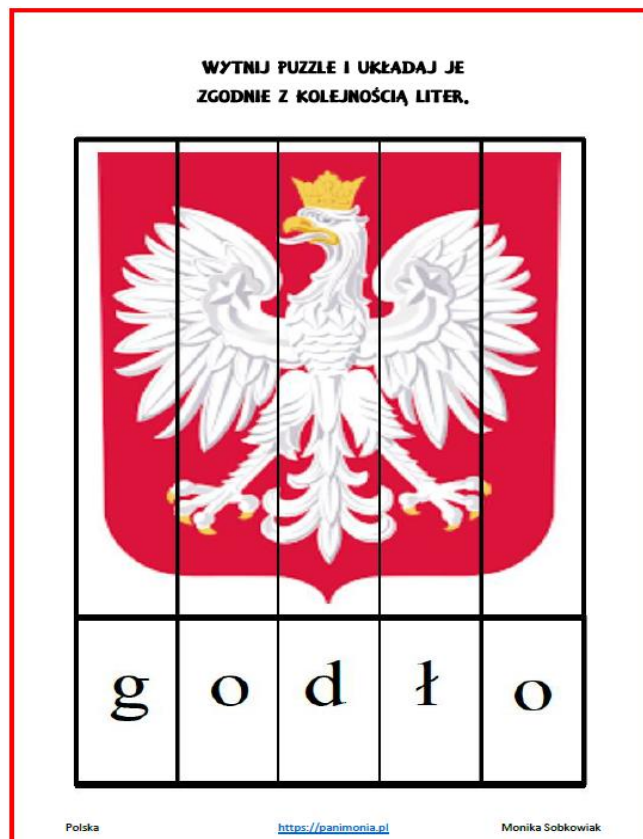 WYTNIJ PUZZLE I UKŁADAJ JE
ZGODNIE Z KOLEJNOŚCIĄ LITER.
g o d ł o
Polska https://panimonia.pl Monika Sobkowiak